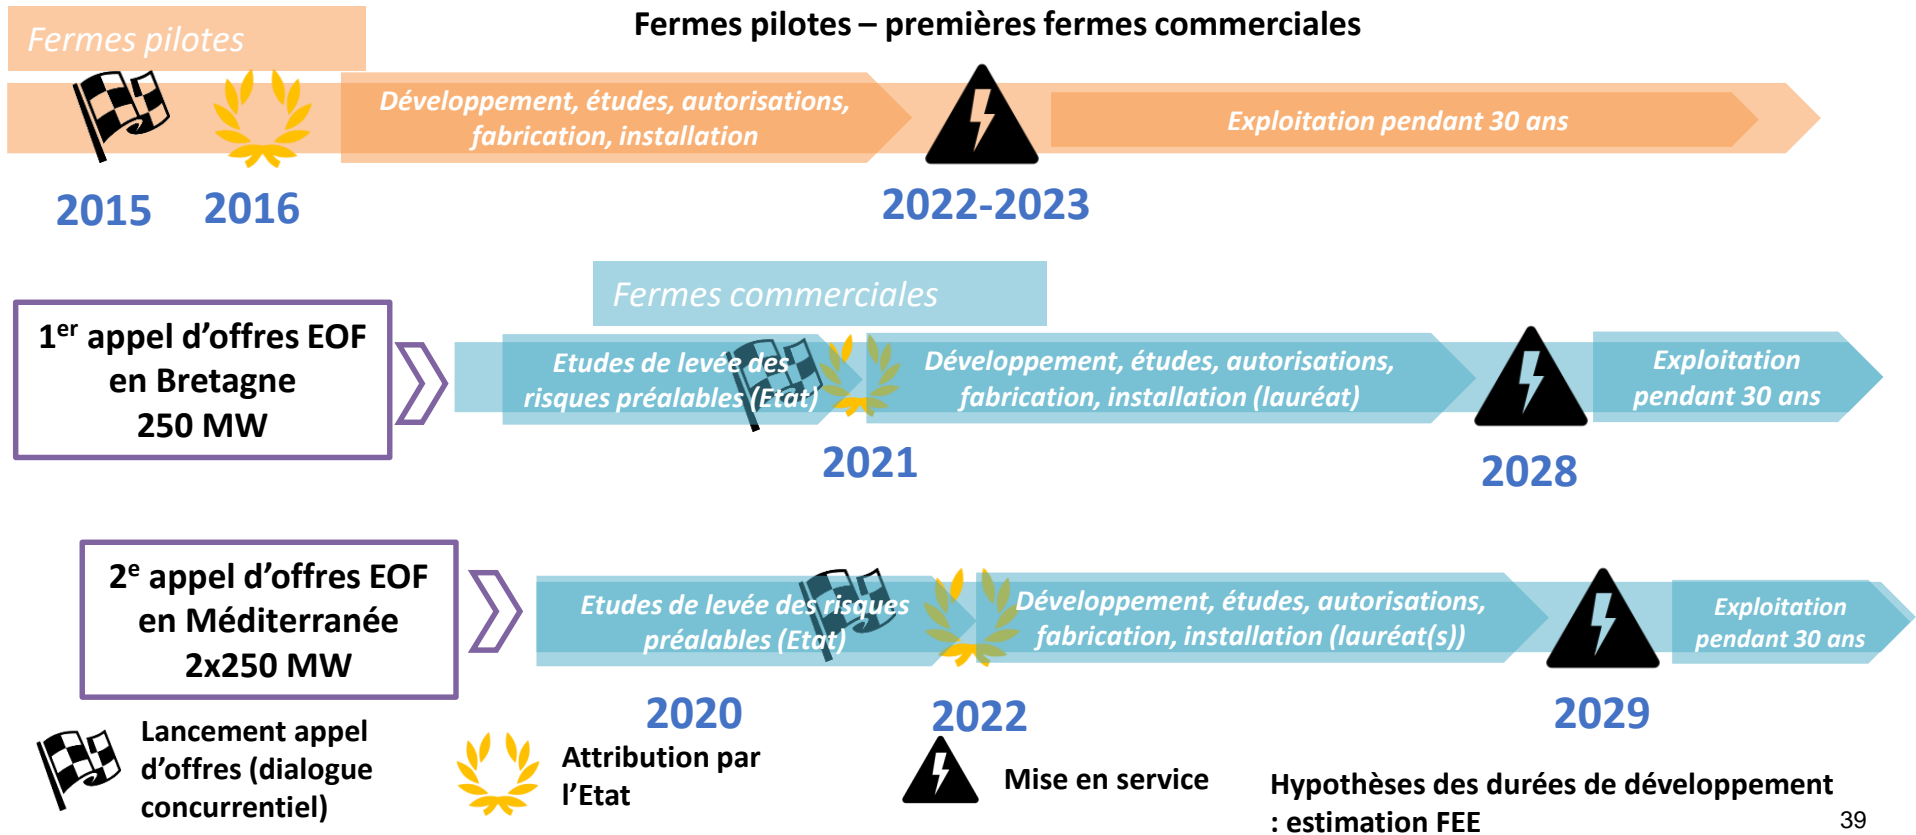 Fermes pilotes – premières fermes commerciales
Fermes pilotes
Développement, études, autorisations,
fabrication, installation
Exploitation pendant 30 ans
2015
2016
2022-2023
Fermes commerciales
1er appel d'offres EOF
en Bretagne
250 MW
Etudes de levée des
risques préalables (Etat)
Développement, études, autorisations,
fabrication, installation (lauréat)
Exploitation
pendant 30 ans
2021
2028
2e appel d'offres EOF
en Méditerranée
2x250 MW
Etudes de levée des risques
préalables (Etat)
Développement, études, autorisations,
fabrication, installation (lauréat(s))
Exploitation
pendant 30 ans
2020
2022
2029
Lancement appel
d'offres (dialogue
concurrentiel)
Attribution par
l'Etat
Mise en service
Hypothèses des durées de développement
: estimation FEE
39